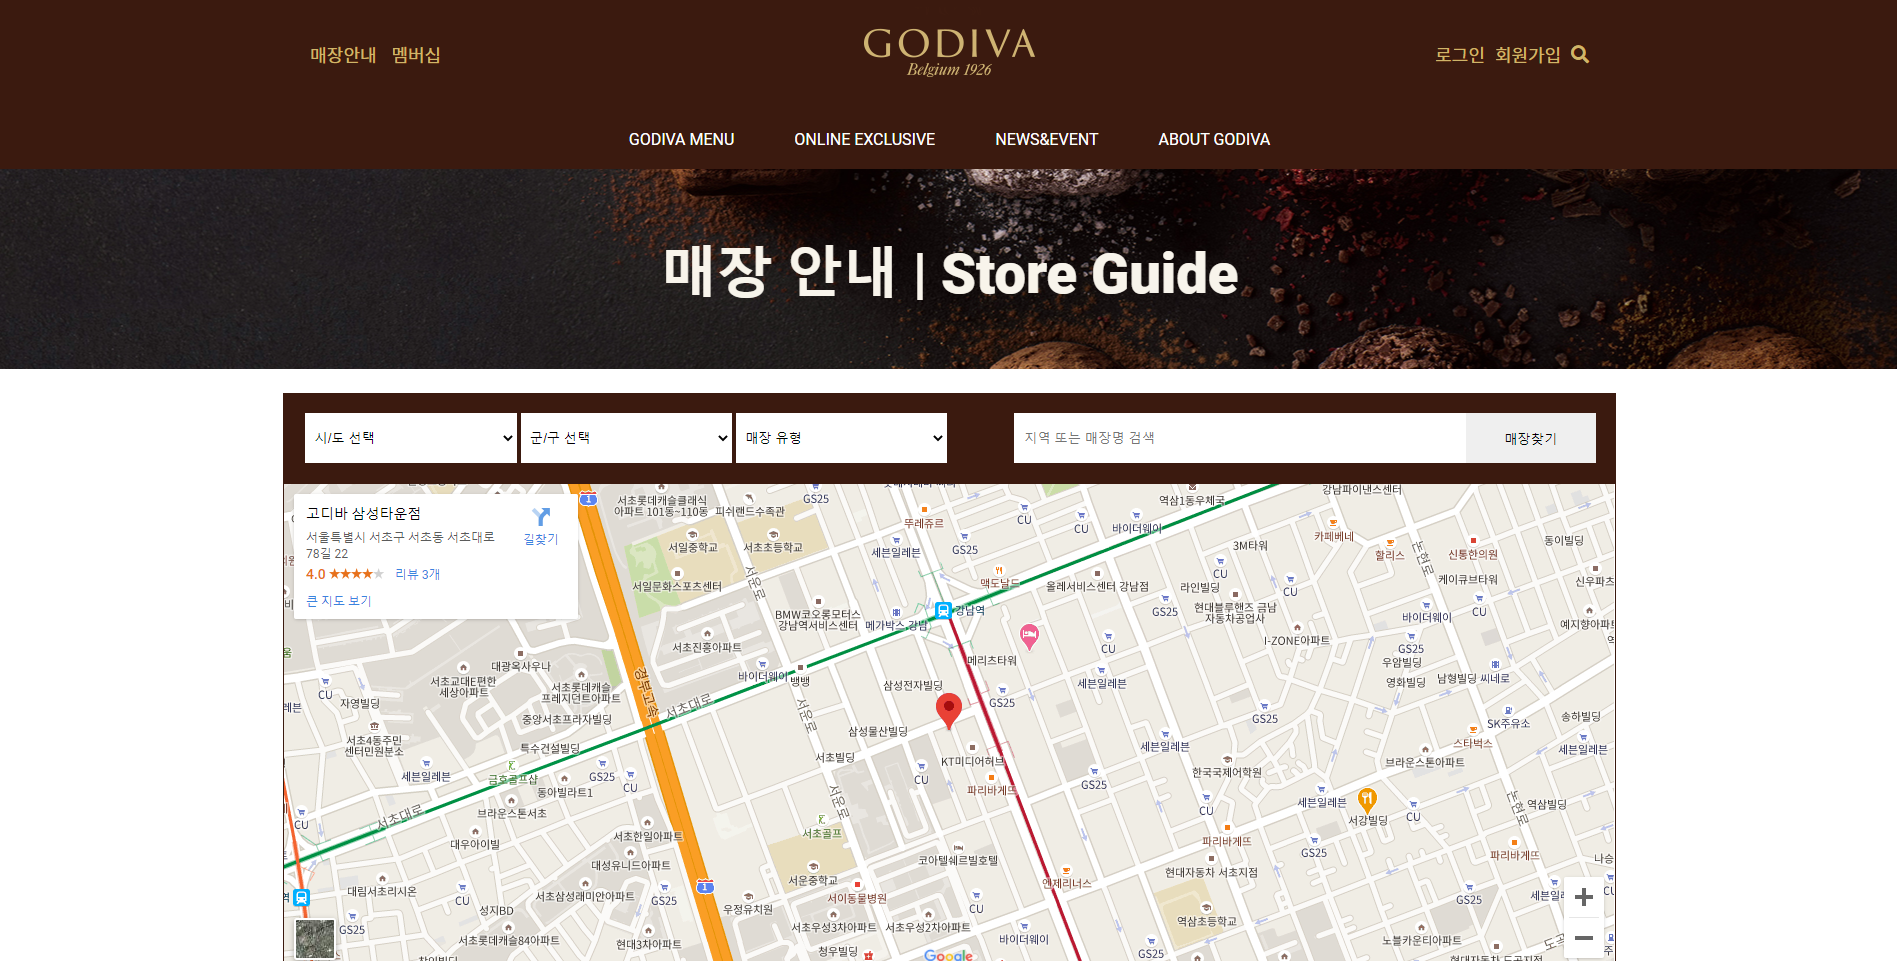 매장안내 멤버십
GODIVA
Belgium 1926
로그인 회원가입
GODIVA MENU ONLINE EXCLUSIVE NEWS&EVENT ABOUT GODIVA
매장 안내 | Store Guide
시/도 선택 군/구 선택 매장 유형 지역 또는 매장명 검색 매장찾기
고디바 삼성타운점
서울특별시 서초구 서초동 서초대로
78길 22
길찾기
4.0 리뷰 3개
큰 지도 보기
1
서초롯데캐슬클래식
아파트 101동~110동
피쉬랜드수족관
GS25
뚜레쥬르
CU
CU
바이더웨이
역삼1동우체국
강남파이낸스센터
카페베네
3M타워
할리스
신통한의원
동이빌딩
논현로
케이큐브타워
신우파츠
서일중학교
서초초등학교
세븐일레븐
GS25
서일문화스포츠센터
서운로
맥도날드
올레서비스센터 강남점
라인빌딩
CU
CU
GS25
현대블루핸즈 금남
자동차공업사
CU
바이더웨이
예지향아파트
BMW코오롱모터스
강남역서비스센터
메가박스 강남
강남역
I-ZONE아파트
GS25
우암빌딩
서초진흥아파트
메리츠타워
CU
영화빌딩
남형빌딩
씨네로
대광옥사우나
서초교대E편한
세상아파트
서초롯데캐슬
프레지던트아파트
바이더웨이
뱅뱅
삼성전자빌딩
세븐일레븐
GS25
CU
자영빌딩
경부고속
서초대로
중앙서초프라자빌딩
서운로
삼성물산빌딩
GS25
SK주유소
송하빌딩
서초4동주민
센터민원분소
특수건설빌딩
서초빌딩
KT미디어허브
세븐일레븐
스타벅스
세븐일레븐
브라운스톤아파트
세븐일레븐
금호골프샵
GS25
CU
동아빌라트1
CU
파리바게뜨
GS25
한국국제어학원
세븐일레븐
서강빌딩
CU
CU
논현로
역삼빌딩
서초대로
브라운스톤서초
서운로
CU
대우아이빌
서초한일아파트
서초골프
파리바게뜨
GS25
파리바게뜨
대성유니드아파트
코아텔쉐르빌호텔
현대자동차 서초지점
대림서초리시온
서초삼성래미안아파트
서운중학교
엔제리너스
CU
성지BD
GS25
1
우정유치원
서이동물병원
CU
역삼초등학교
GS25
GS25
서초롯데캐슬84아파트
현대3차아파트
서초우성3차아파트
서초우성2차아파트
바이더웨이
노블카운티아파트
청우빌딩
Google
GS25